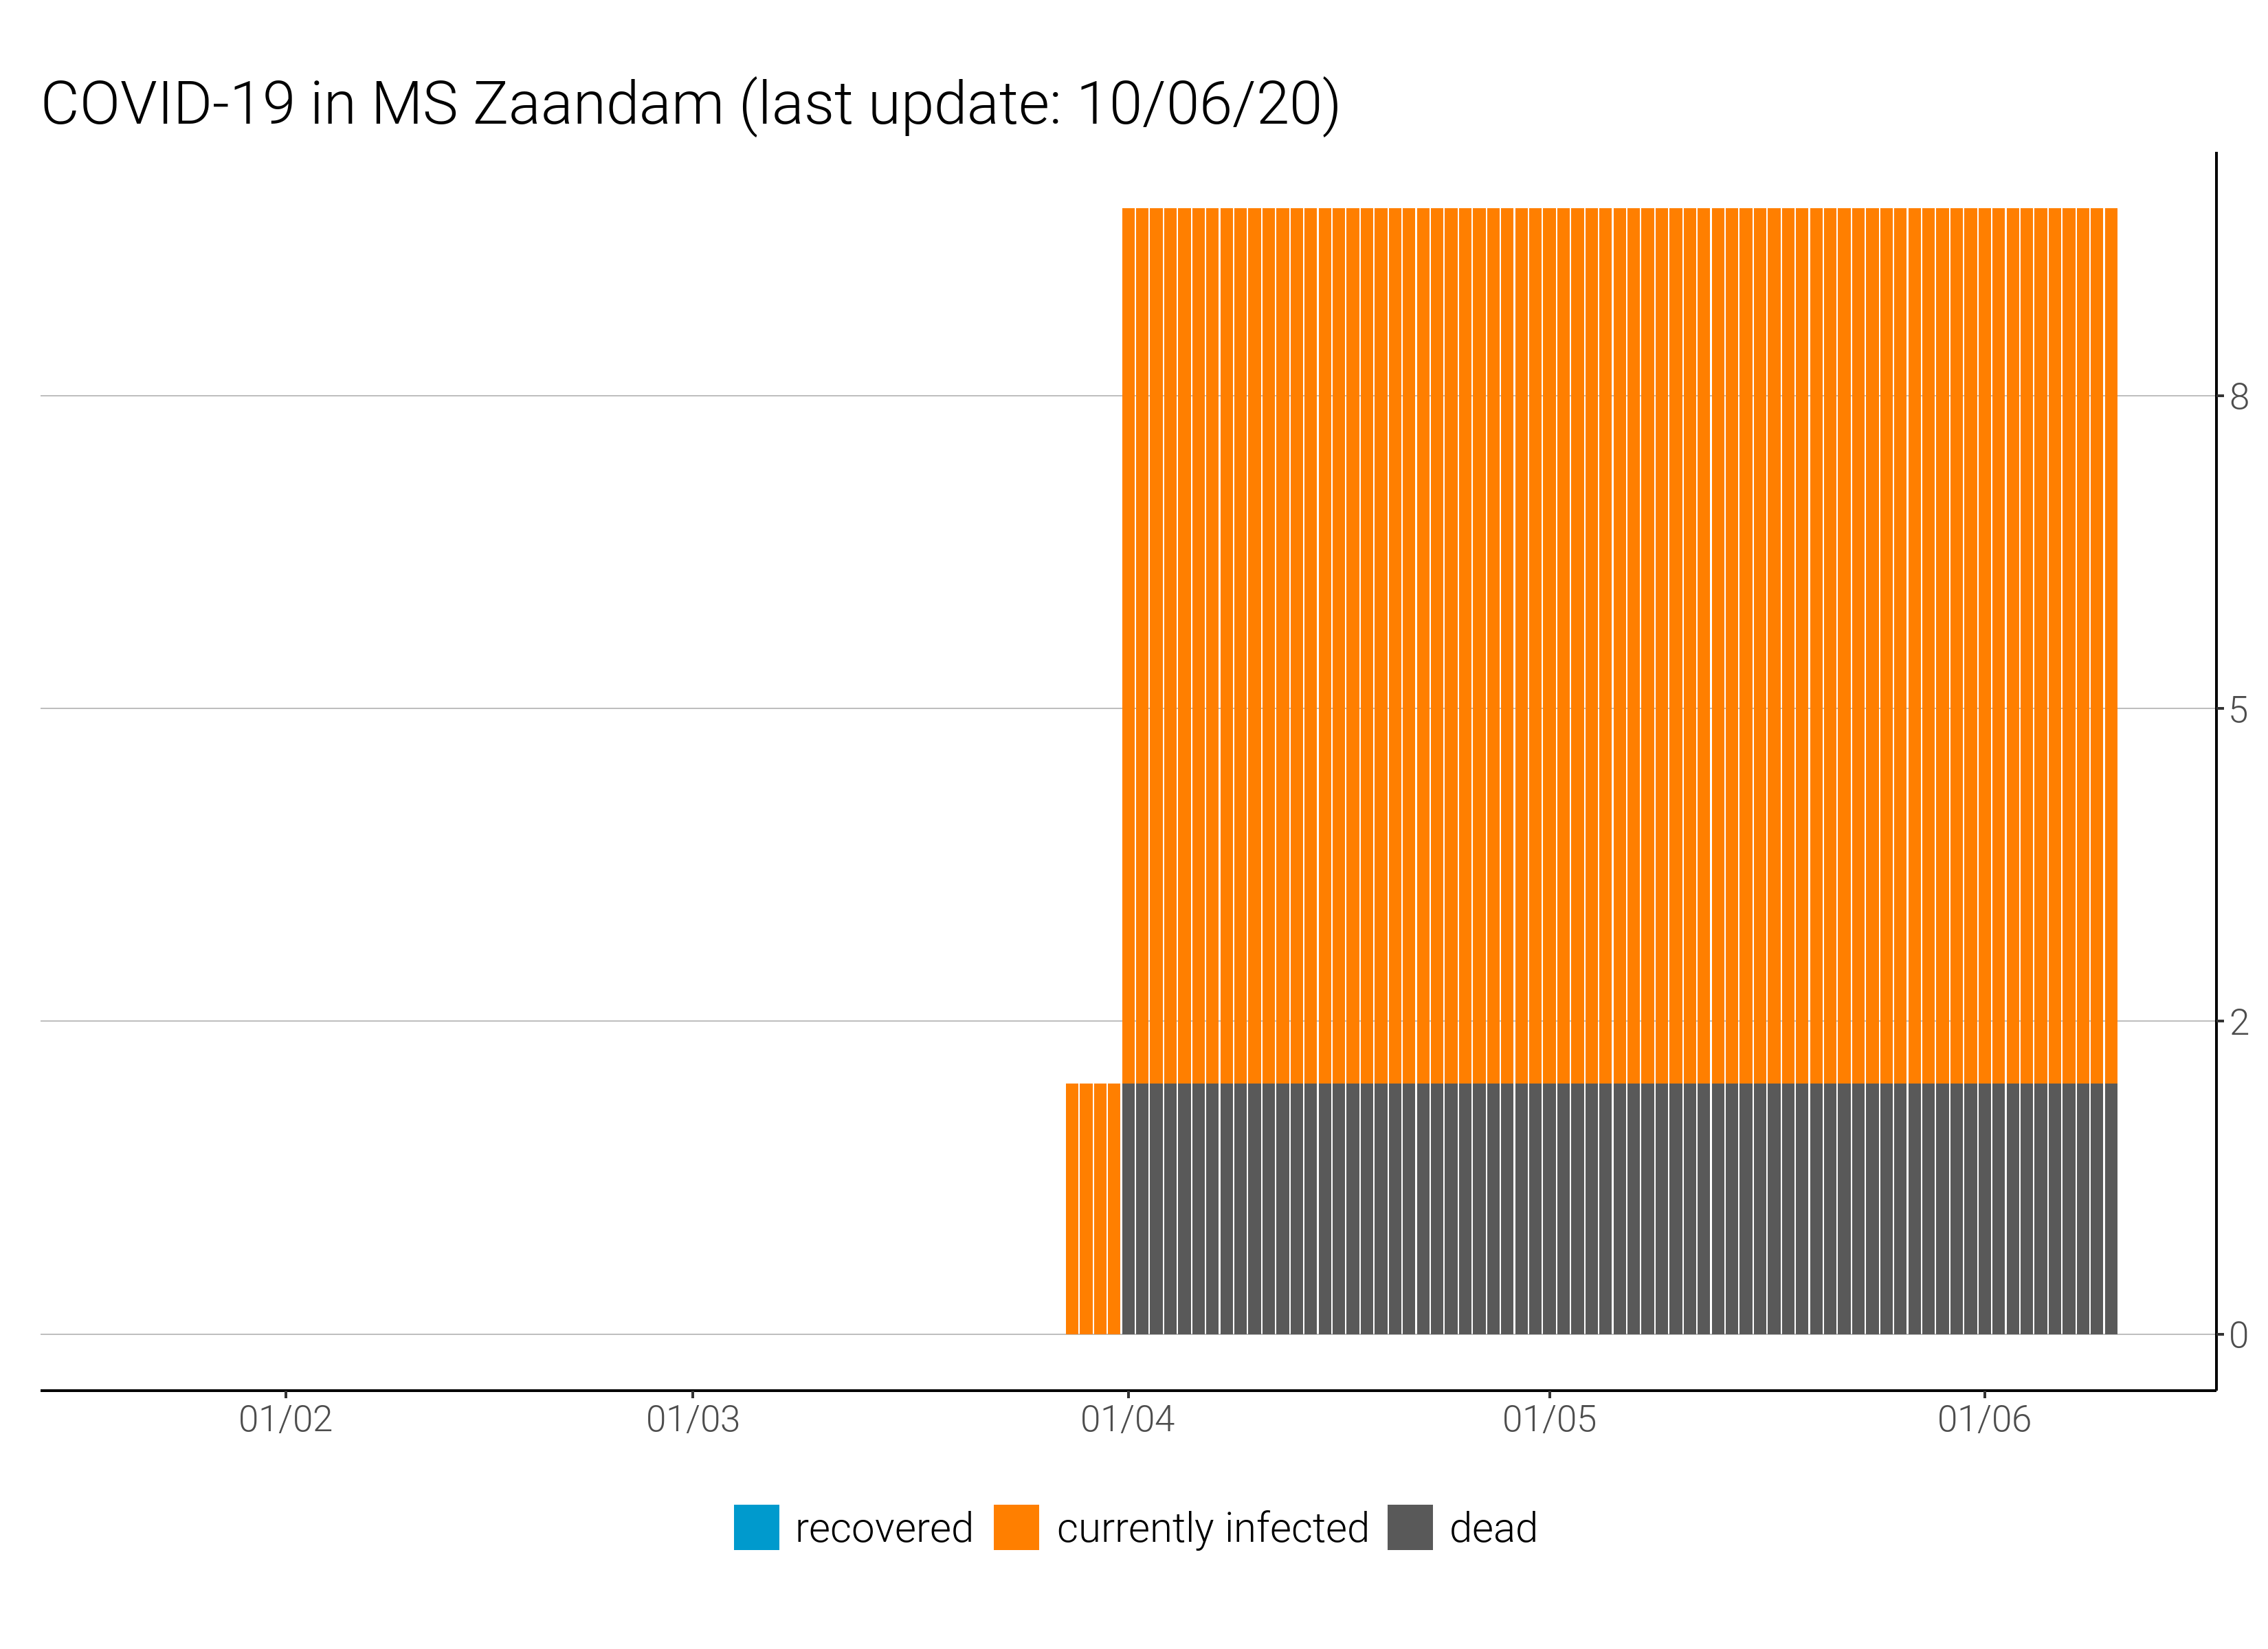 COVID-19 in MS Zaandam (last update: 10/06/20)
8
5
2
0
01/02 01/03 01/04 01/05 01/06
recovered currently infected dead